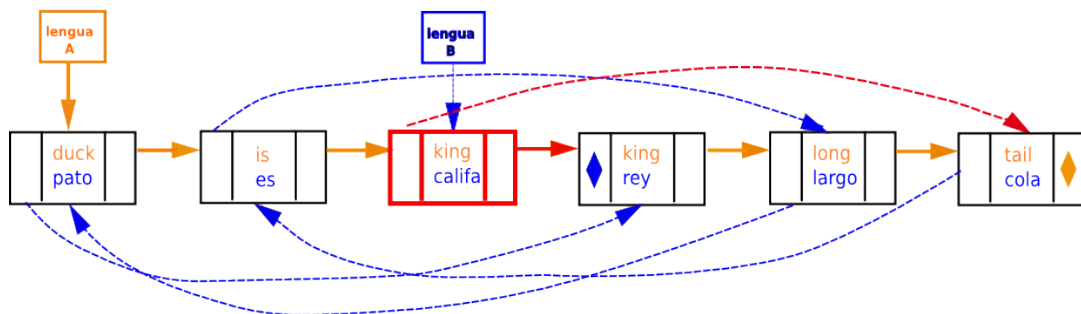 lengua
A
lengua
B
duck
pato
is
es
king
califa
king
rey
long
largo
tail
cola